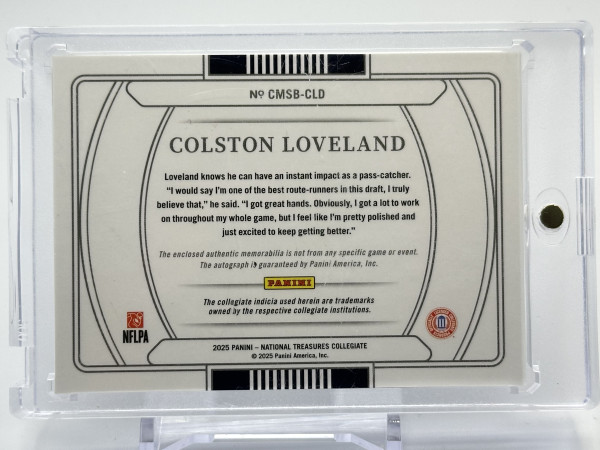 Nº CMSB-CLD
COLSTON LOVELAND
Loveland knows he can have an instant impact as a pass-catcher.
“I would say I'm one of the best route-runners in this draft, I truly
believe that,” he said. “I got great hands. Obviously, I got a lot to work
on throughout my whole game, but I feel like I'm pretty polished and
just excited to keep getting better.”
The enclosed authentic memorabilia is not from any specific game or event.
The autograph is guaranteed by Panini America, Inc.
PANINI
The collegiate indicia used herein are trademarks
owned by the respective collegiate institutions.
NFLPA
2025 PANINI – NATIONAL TREASURES COLLEGIATE
© 2025 Panini America, Inc.